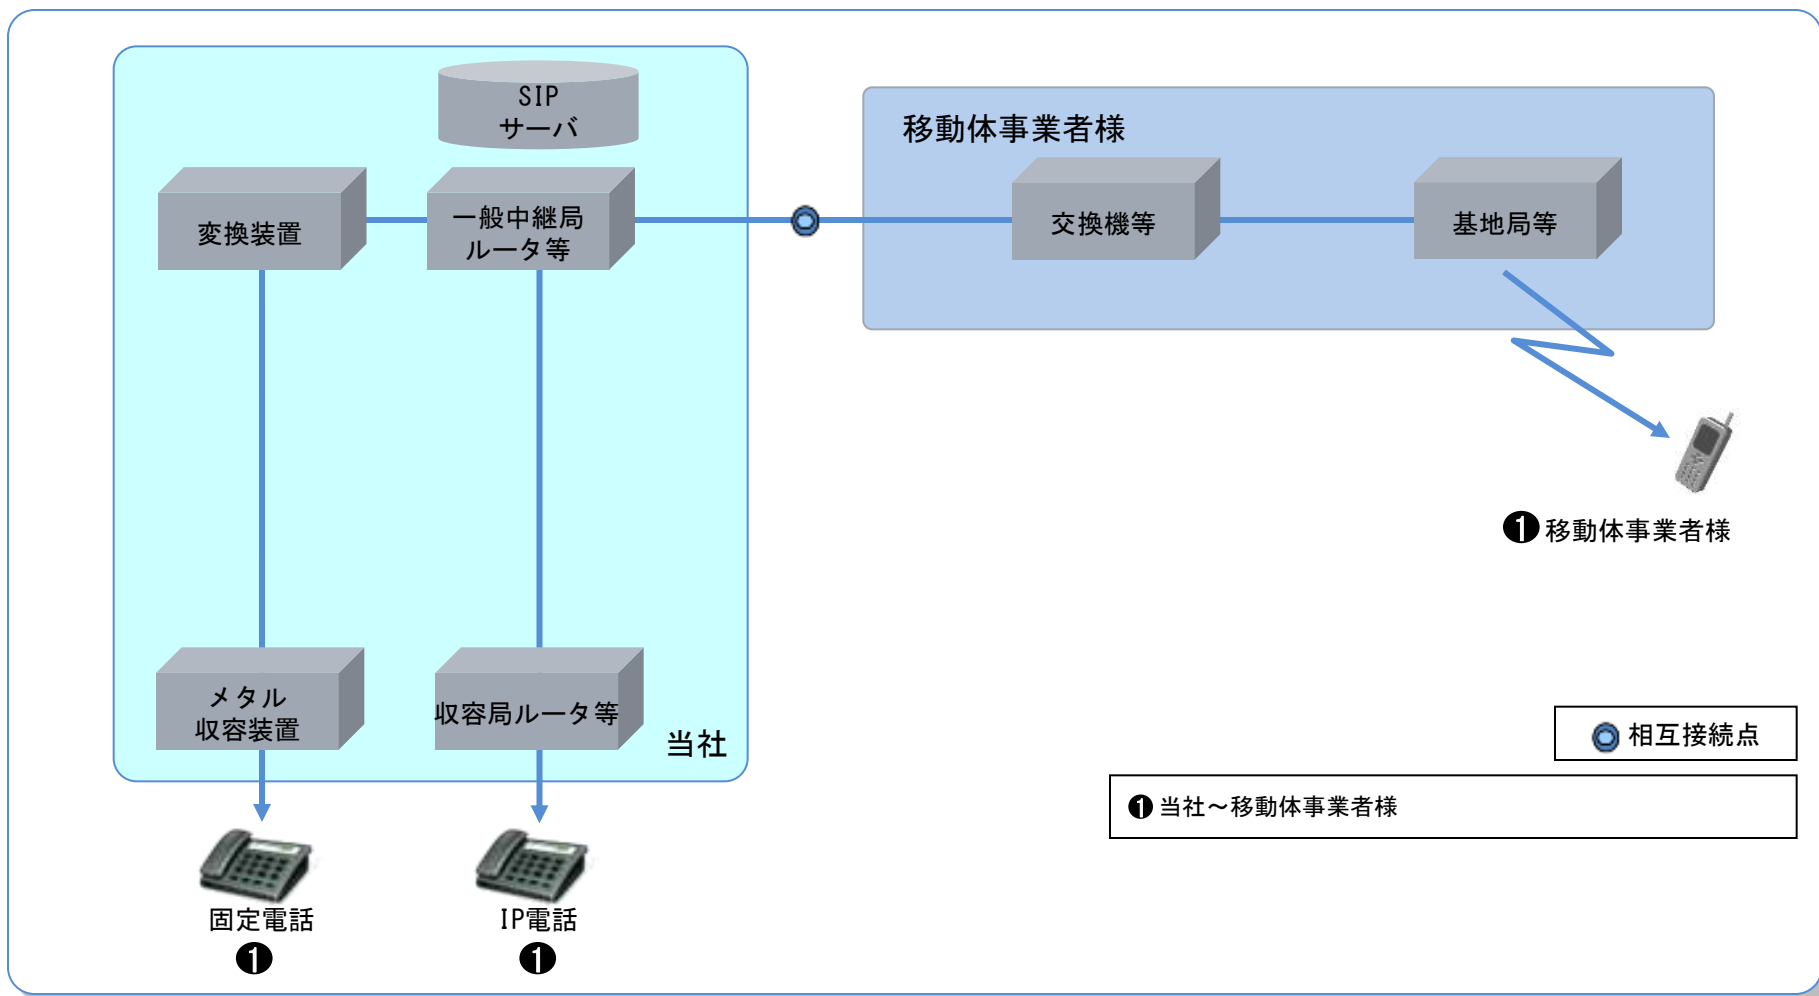 SIP
サーバ
移動体事業者様
変換装置
一般中継局
ルータ等
交換機等
基地局等
❶移動体事業者様
メタル
収容装置
収容局ルータ等
当社
相互接続点
❶当社～移動体事業者様
固定電話
❶
IP電話
❶